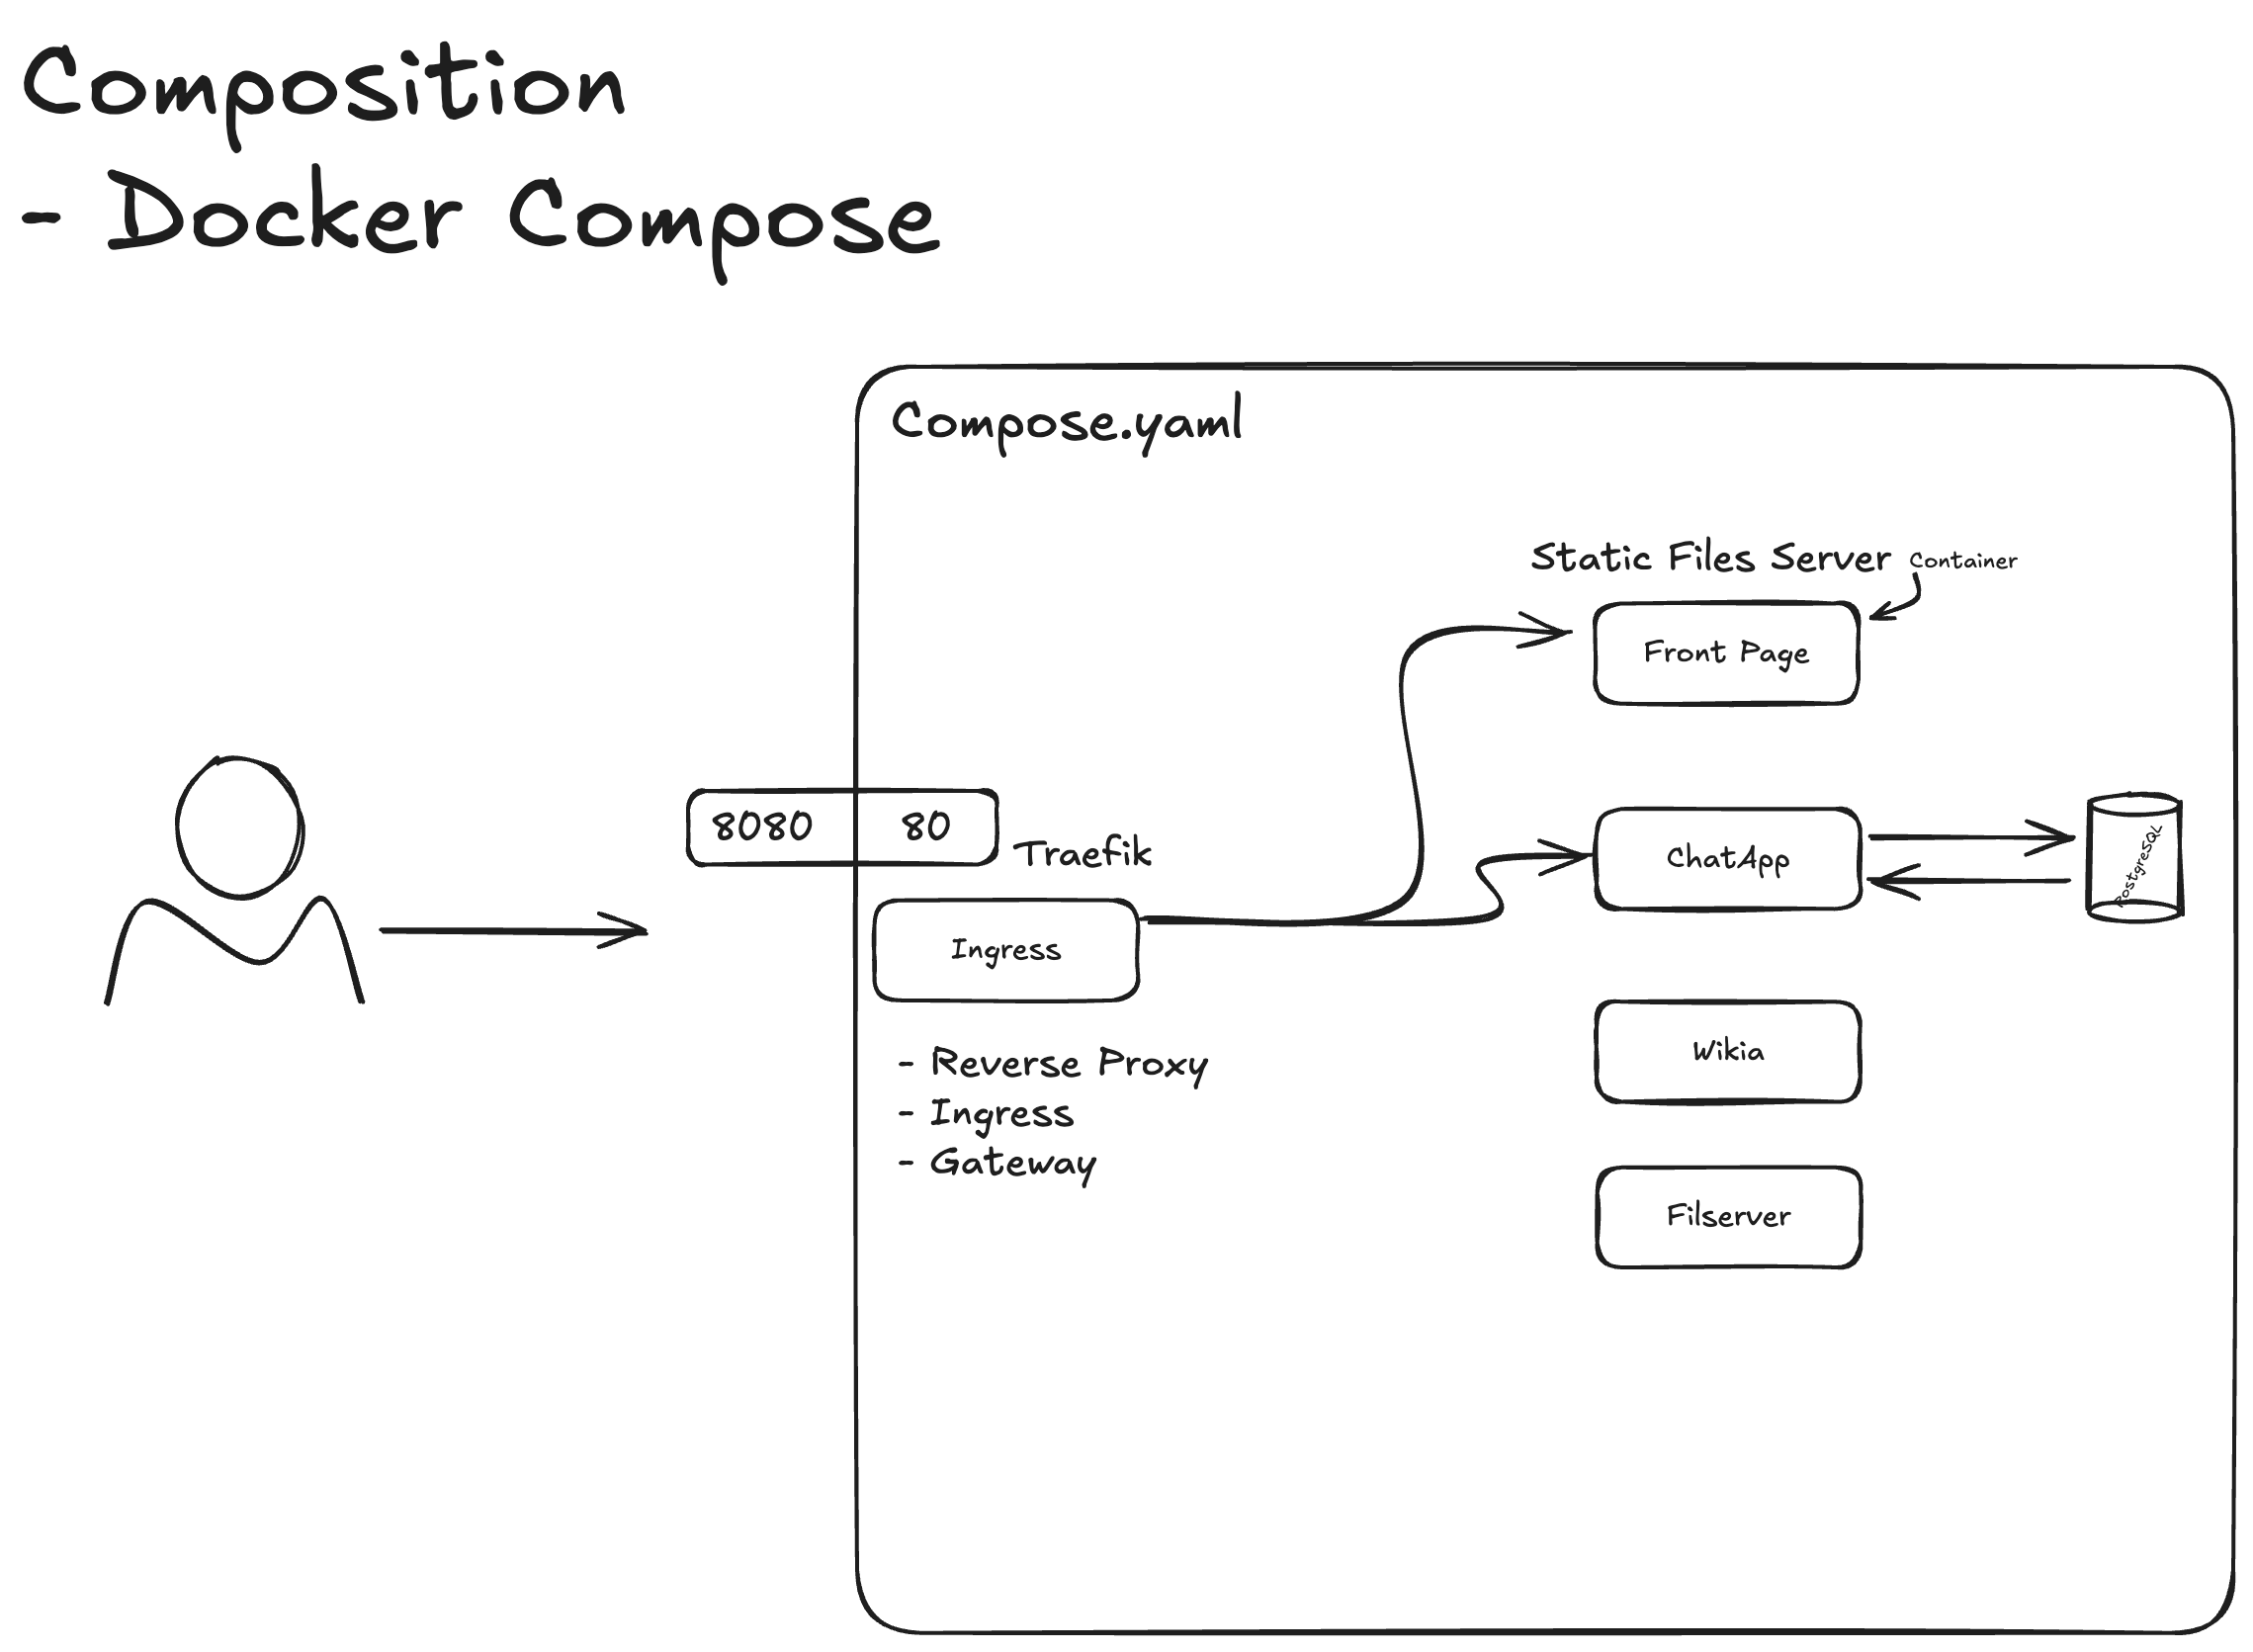 Composition
- Docker Compose
Compose.yaml
Static Files Server
Container
Front Page
8080
80
Traefik
ChatApp
PostgreSQL
Ingress
Wikia
- Reverse Proxy
- Ingress
- Gateway
Filserver